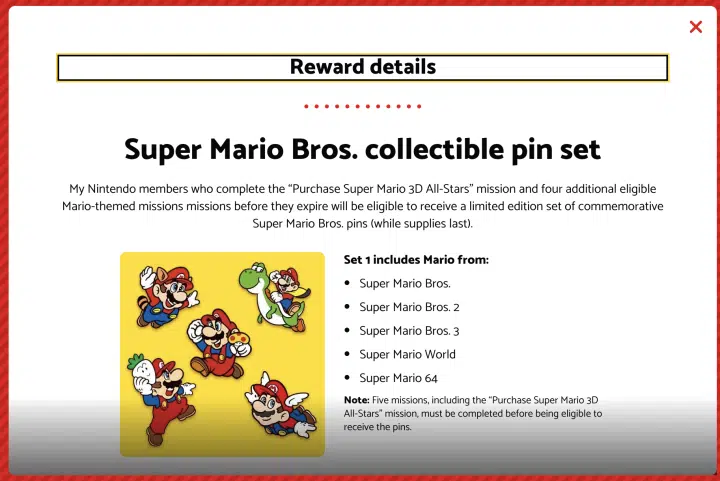 Reward details
Super Mario Bros. collectible pin set
My Nintendo members who complete the “Purchase Super Mario 3D All-Stars” mission and four additional eligible
Mario-themed missions missions before they expire will be eligible to receive a limited edition set of commemorative
Super Mario Bros. pins (while supplies last).
Set 1 includes Mario from:
• Super Mario Bros.
• Super Mario Bros. 2
• Super Mario Bros. 3
• Super Mario World
• Super Mario 64
Note: Five missions, including the “Purchase Super Mario 3D
All-Stars” mission, must be completed before being eligible to
receive the pins.